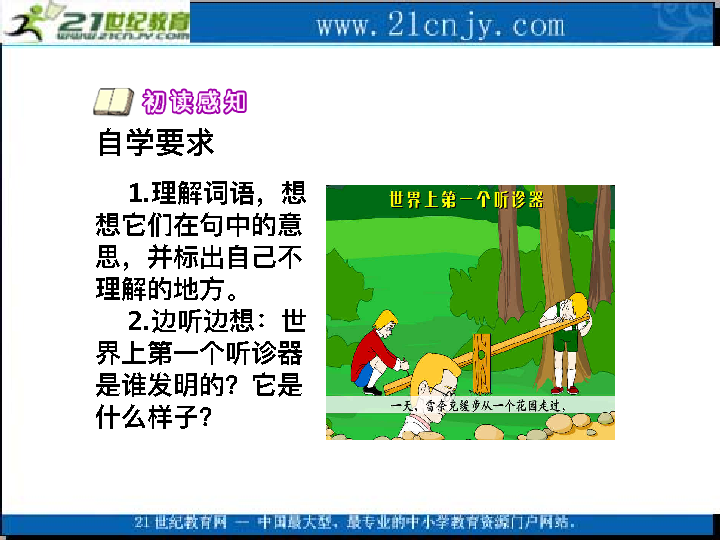 21世纪教育
WWW.21CNJY.COM
www.21cnjy.com
初读感知
自学要求
1.理解词语，想
想它们在句中的意
思，并标出自己不
理解的地方。
2.边听边想：世
界上第一个听诊器
是谁发明的？它是
什么样子？
世界上第一个听诊器
一天，雷奈克缓步从一个花园走过，
21世纪教育网 -- 中国最大型、最专业的中小学教育资源门户网站.